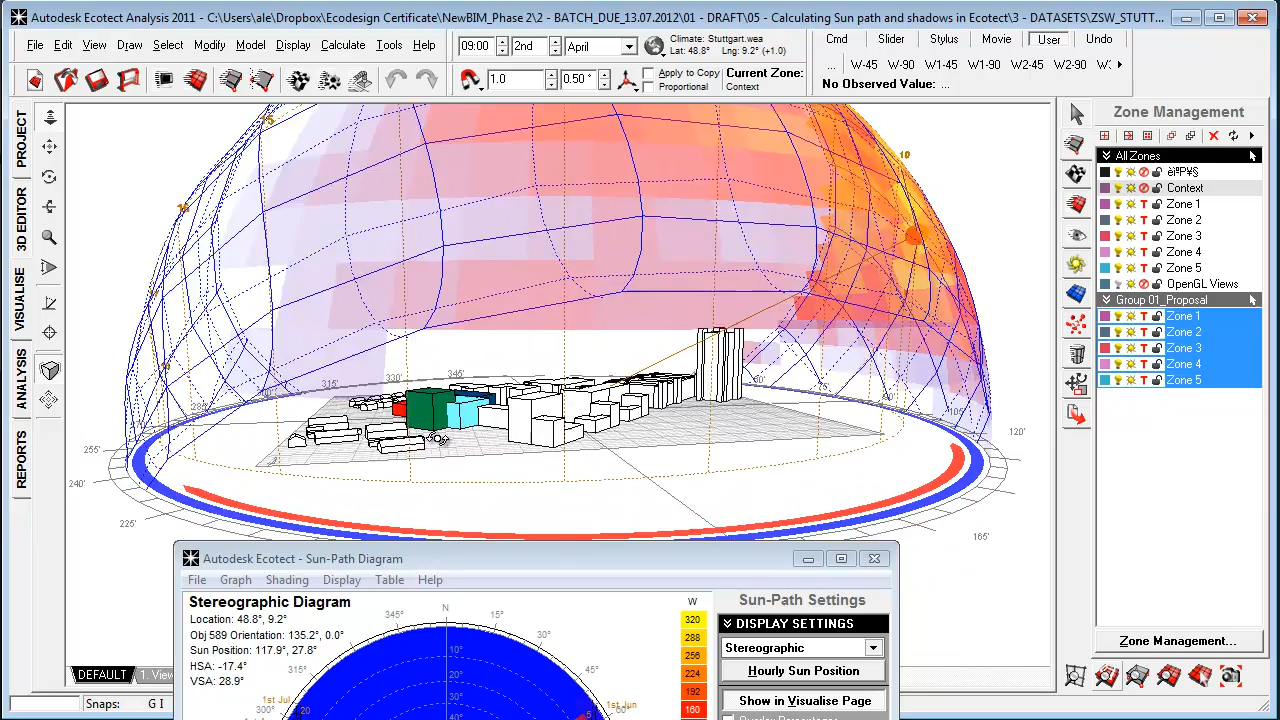 Autodesk Ecotect Analysis 2011 - C:\Users\ale\Dropbox\Ecodesign Certificate\NewBIM_Phase 2\2 - BATCH_DUE_13.07.2012\01 - DRAFT\05 - Calculating Sun path and shadows in Ecotect\3 - DATASETS\ZSW_STUTT...
File Edit View Draw Select Modify Model Display Calculate Tools Help
09:00 2nd April
Climate: Stuttgart.wea
Lat: 48.8° Lng: 9.2° (+1.0)
Cmd Slider Stylus Movie User Undo
... W-45 W-90 W1-45 W1-90 W2-45 W2-90 W:
1.0 0.50 °
Apply to Copy
Proportional
Current Zone:
Context
No Observed Value: ...
PROJECT
3D EDITOR
VISUALISE
ANALYSIS
REPORTS
Zone Management
All Zones
Context
Zone 1
Zone 2
Zone 3
Zone 4
Zone 5
OpenGL Views
Group 01_Proposal
Zone 1
Zone 2
Zone 3
Zone 4
Zone 5
Zone Management...
10
315'
345'
105'
120'
255'
240'
225'
165'
Autodesk Ecotect - Sun-Path Diagram
File Graph Shading Display Table Help
Stereographic Diagram
Location: 48.8°, 9.2°
Obj 589 Orientation: 135.2°, 0.0°
Sun Position: 117.9°, 27.8°
HSA: -17.4°
VSA: 28.9°
N
345°
15°
30°
315°
45°
10°
20°
30°
40°
1st Jul
1st Jun
20
W
320
288
256
224
192
160
Sun-Path Settings
DISPLAY SETTINGS
Stereographic
Hourly Sun Position
Show in Visualise Page
DEFAULT
1. View
Snaps: G I